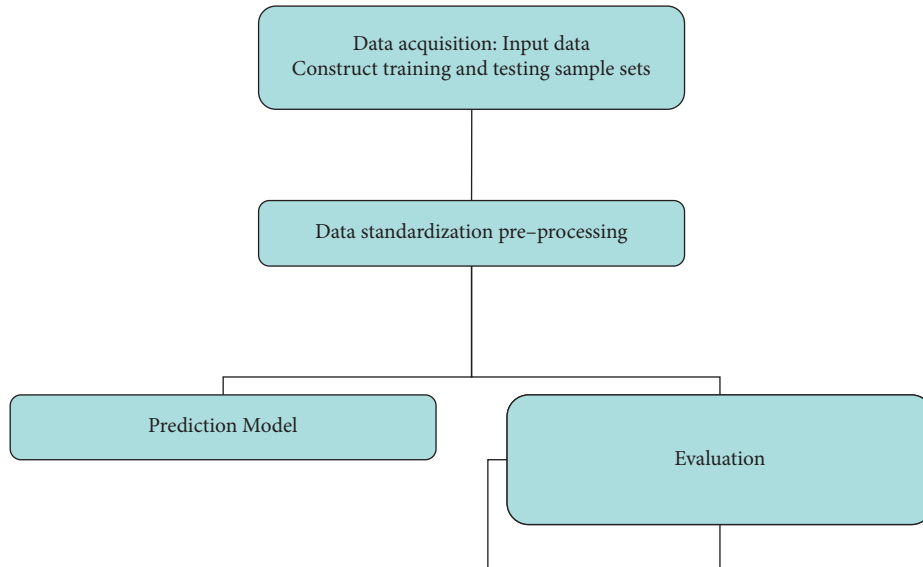 Data acquisition: Input data
Construct training and testing sample sets
Data standardization pre–processing
Prediction Model
Evaluation